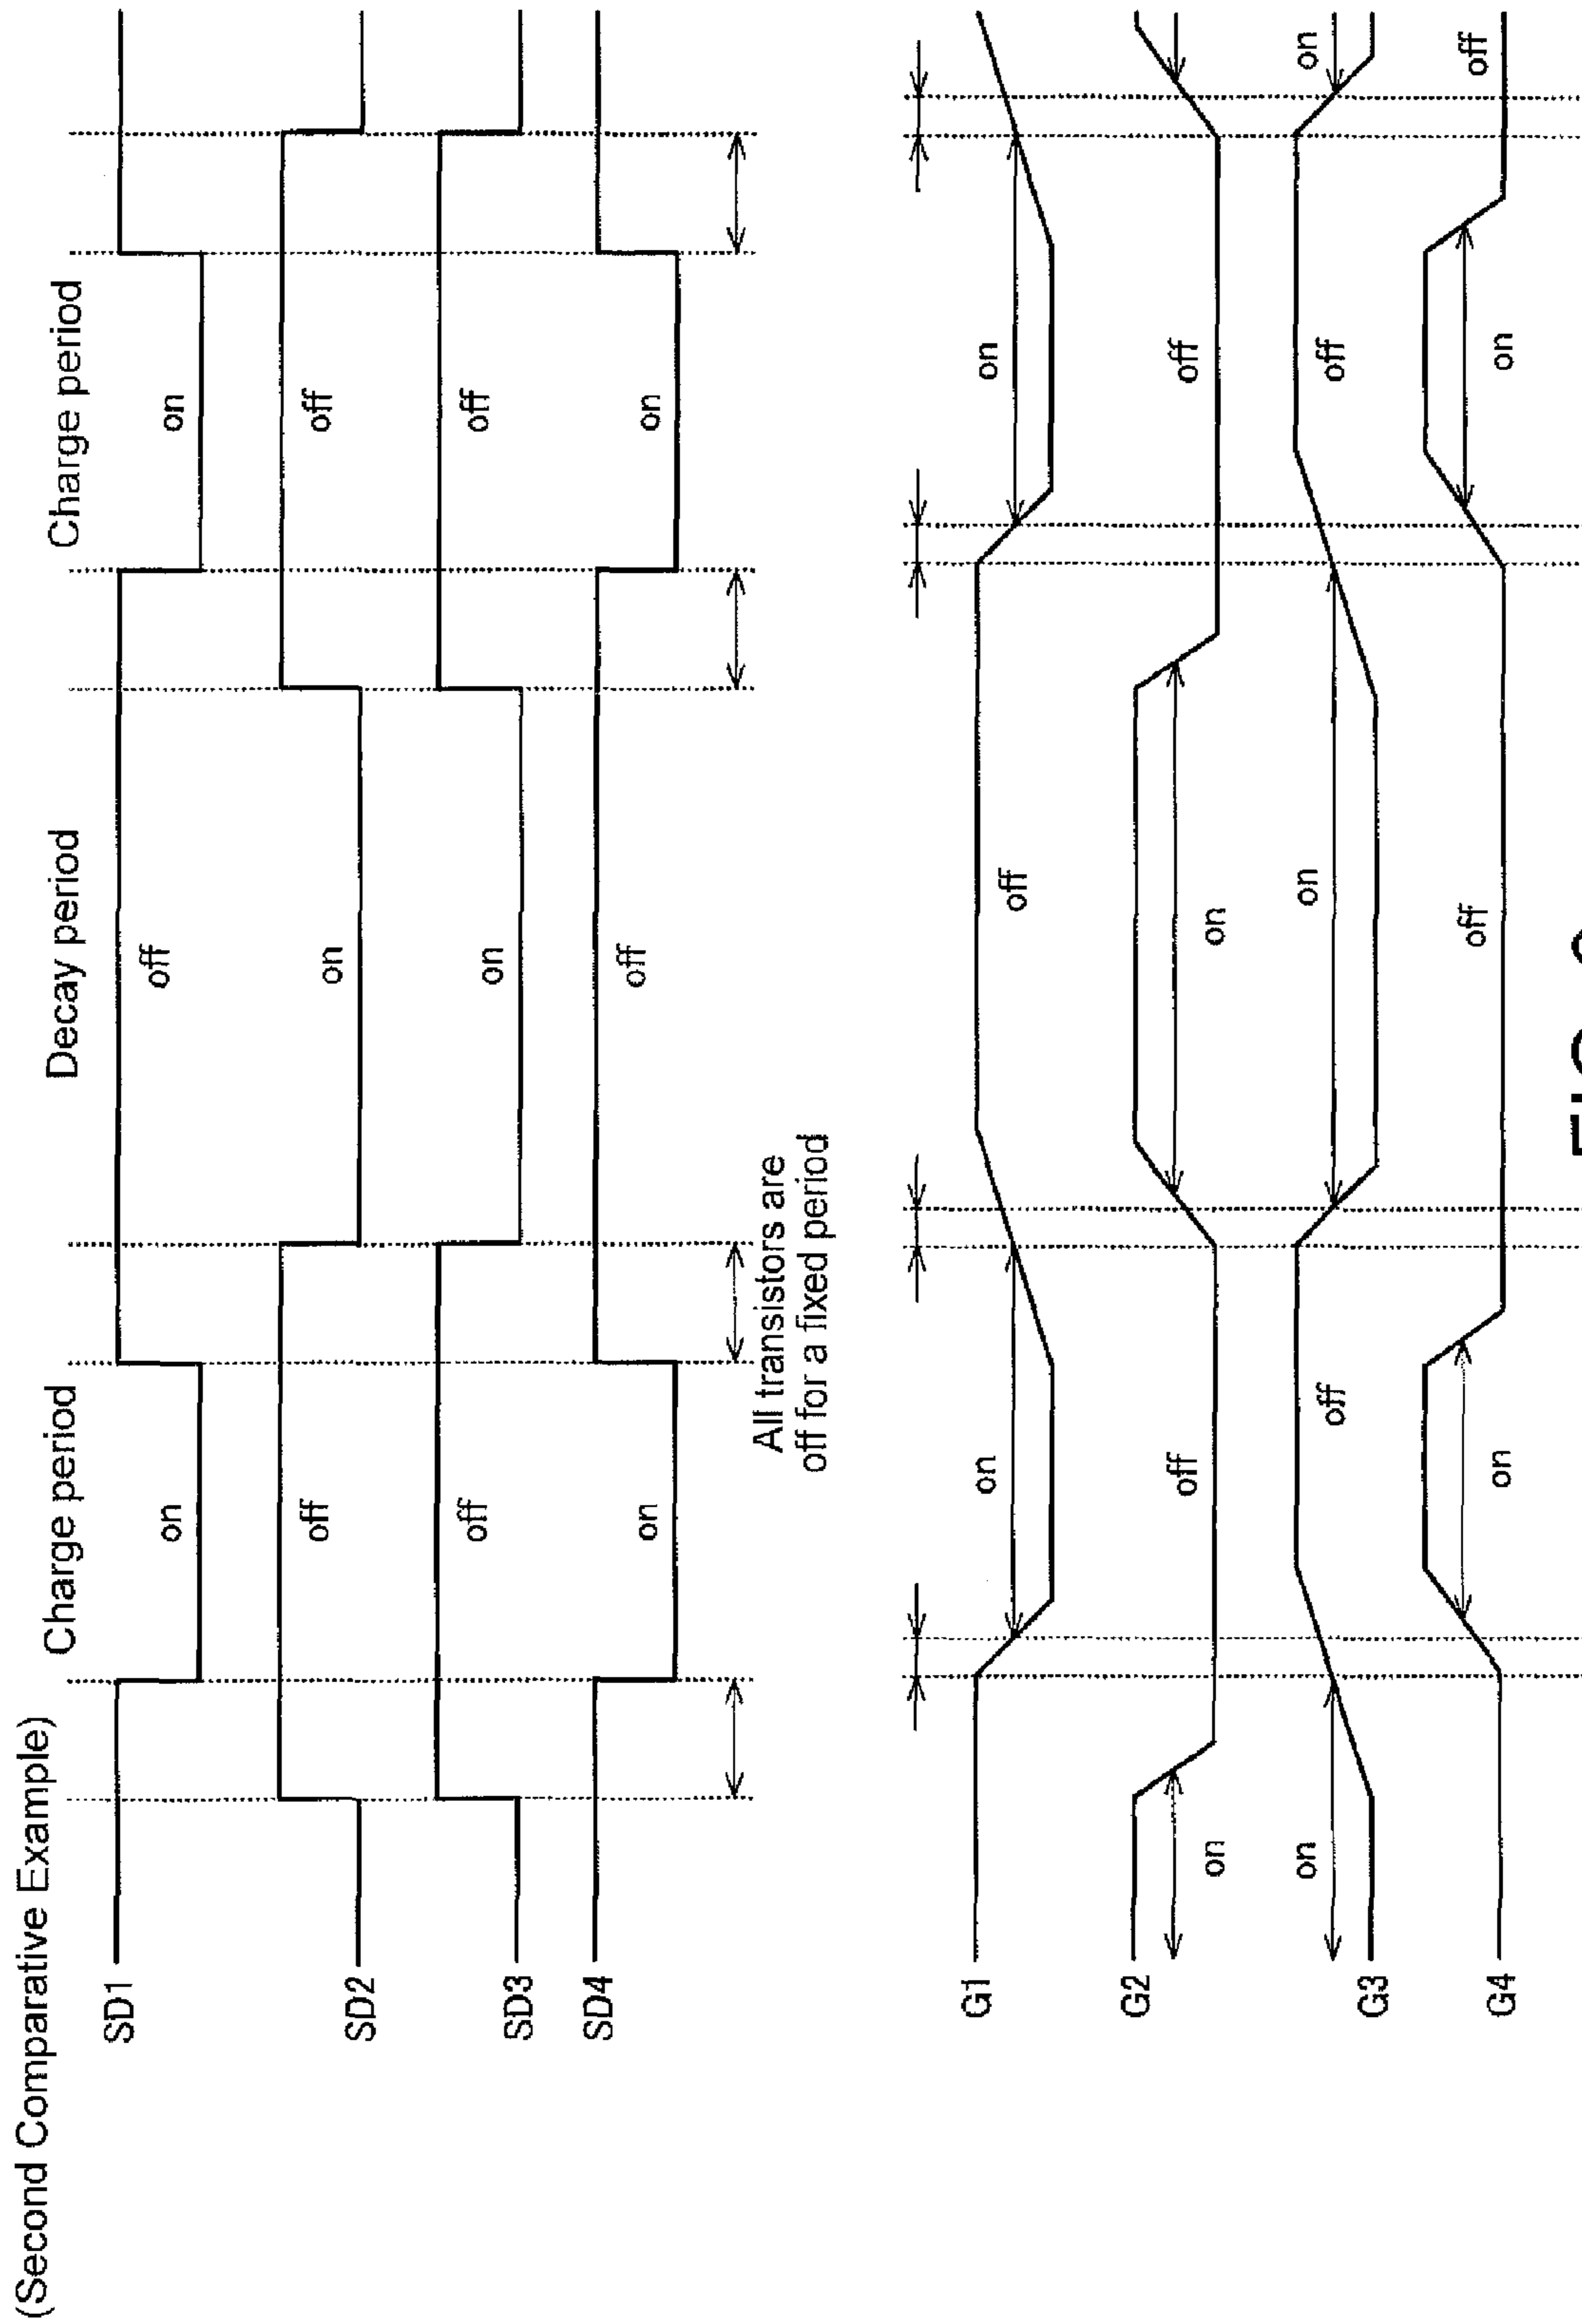 (Second Comparative Example)
Charge period Decay period Charge period
SD1 on off on
SD2 off on off
SD3 off on off
SD4 on off on
All transistors are
off for a fixed period
G1 on off on
G2 on off on off
G3 on off on off on
G4 on off on off